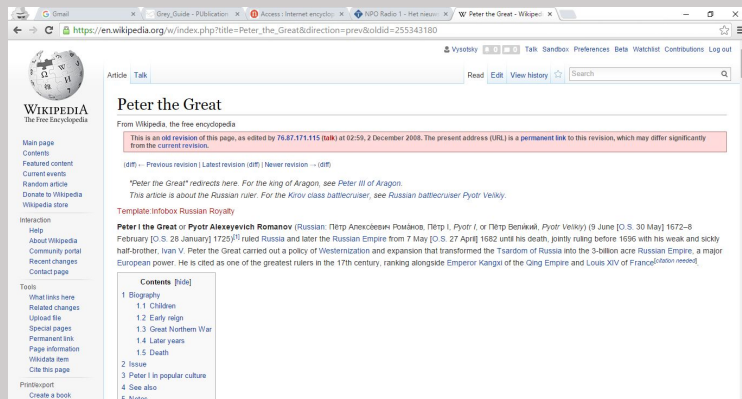 Gmail
Grey_Guide - PUblication
Access : Internet encyclop
NPO Radio 1 - Het nieuw
Peter the Great - Wikiped
https://en.wikipedia.org/w/index.php?title=Peter_the_Great&direction=prev&oldid=255343180
Vysotsky 0 0 Talk Sandbox Preferences Beta Watchlist Contributions Log out
Article Talk Read Edit View history Search
WIKIPEDIA
The Free Encyclopedia
Main page
Contents
Featured content
Current events
Random article
Donate to Wikipedia
Wikipedia store
Interaction
Help
About Wikipedia
Community portal
Recent changes
Contact page
Tools
What links here
Related changes
Upload file
Special pages
Permanent link
Page information
Wikidata item
Cite this page
Print/export
Create a book
Peter the Great
From Wikipedia, the free encyclopedia
This is an old revision of this page, as edited by 76.87.171.115 (talk) at 02:59, 2 December 2008. The present address (URL) is a permanent link to this revision, which may differ significantly
from the current revision.
(diff) ← Previous revision | Latest revision (diff) | Newer revision → (diff)
"Peter the Great" redirects here. For the king of Aragon, see Peter III of Aragon.
This article is about the Russian ruler. For the Kirov class battlecruiser, see Russian battlecruiser Pyotr Velikiy.
Template:Infobox Russian Royalty
Peter I the Great or Pyotr Alexeyevich Romanov (Russian: Пётр Алексе́евич Рома́нов, Пётр I, Pyotr I, or Пётр Вели́кий, Pyotr Velikiy) (9 June [O.S. 30 May] 1672–8
February [O.S. 28 January] 1725)[1] ruled Russia and later the Russian Empire from 7 May [O.S. 27 April] 1682 until his death, jointly ruling before 1696 with his weak and sickly
half-brother, Ivan V. Peter the Great carried out a policy of Westernization and expansion that transformed the Tsardom of Russia into the 3-billion acre Russian Empire, a major
European power. He is cited as one of the greatest rulers in the 17th century, ranking alongside Emperor Kangxi of the Qing Empire and Louis XIV of France[citation needed]
Contents [hide]
1 Biography
1.1 Children
1.2 Early reign
1.3 Great Northern War
1.4 Later years
1.5 Death
2 Issue
3 Peter I in popular culture
4 See also
5 Notes